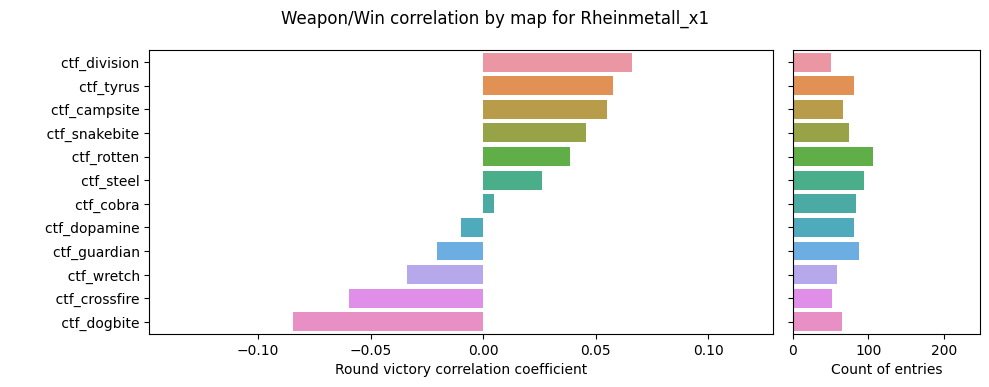 Weapon/Win correlation by map for Rheinmetall_x1
ctf_division
ctf_tyrus
ctf_campsite
ctf_snakebite
ctf_rotten
ctf_steel
ctf_cobra
ctf_dopamine
ctf_guardian
ctf_wretch
ctf_crossfire
ctf_dogbite
−0.10 −0.05 0.00 0.05 0.10
Round victory correlation coefficient
0 100 200
Count of entries